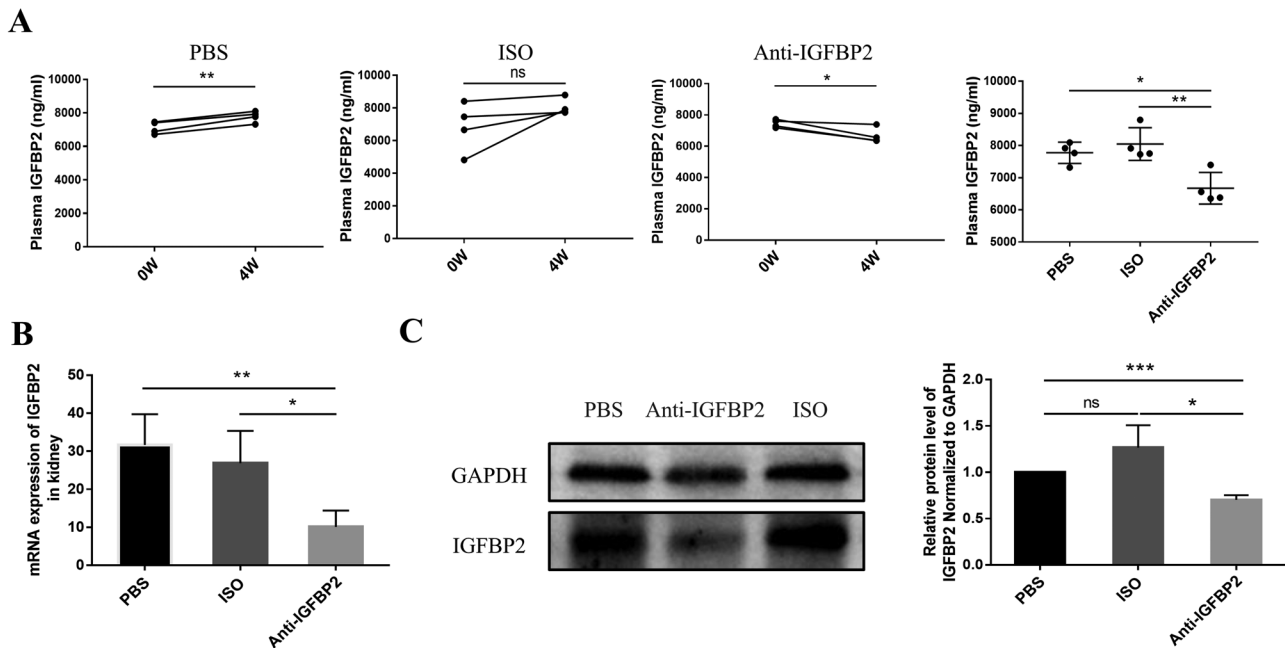 A
PBS
Plasma IGFBP2 (ng/ml)
10000
8000
6000
4000
2000
0
**
0W
4W
ISO
Plasma IGFBP2 (ng/ml)
10000
8000
6000
4000
2000
0
ns
0W
4W
Anti-IGFBP2
Plasma IGFBP2 (ng/ml)
10000
8000
6000
4000
2000
0
*
0W
4W
Plasma IGFBP2 (ng/ml)
10000
9000
8000
7000
6000
5000
*
**
PBS
ISO
Anti-IGFBP2
B
mRNA expression of IGFBP2
in kidney
50
40
30
20
10
0
**
*
PBS
ISO
Anti-IGFBP2
C
PBS Anti-IGFBP2 ISO
GAPDH
IGFBP2
Relative protein level of
IGFBP2 Normalized to GAPDH
2.0
1.5
1.0
0.5
0.0
***
ns
*
PBS
ISO
Anti-IGFBP2